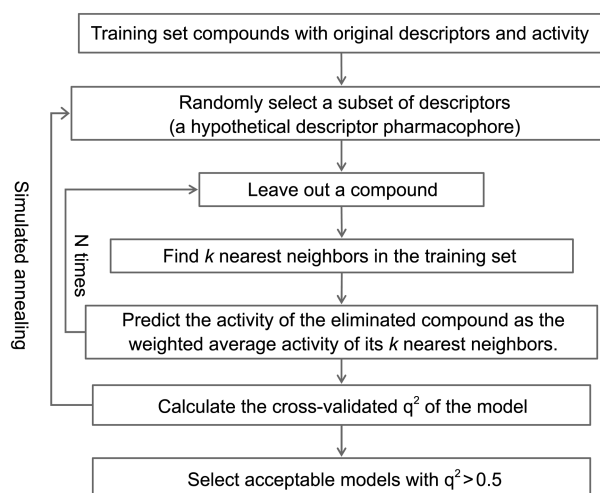 Training set compounds with original descriptors and activity
Randomly select a subset of descriptors
(a hypothetical descriptor pharmacophore)
Leave out a compound
Find k nearest neighbors in the training set
Predict the activity of the eliminated compound as the
weighted average activity of its k nearest neighbors.
Calculate the cross-validated q² of the model
Select acceptable models with q²>0.5
Simulated annealing
N times